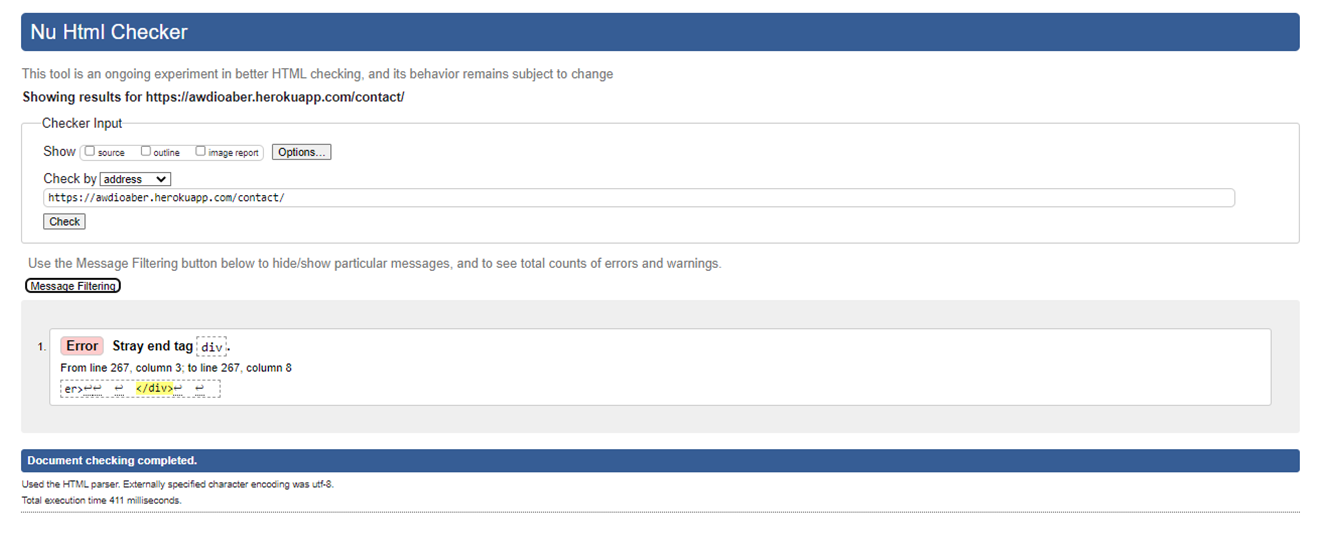 Nu Html Checker
This tool is an ongoing experiment in better HTML checking, and its behavior remains subject to change
Showing results for https://awdioaber.herokuapp.com/contact/
Checker Input
Show source outline image report Options...
Check by address
https://awdioaber.herokuapp.com/contact/
Check
Use the Message Filtering button below to hide/show particular messages, and to see total counts of errors and warnings.
Message Filtering
1. Error Stray end tag div.
From line 267, column 3; to line 267, column 8
er>↩↩ ↩ </div>↩ ↩
Document checking completed.
Used the HTML parser. Externally specified character encoding was utf-8.
Total execution time 411 milliseconds.